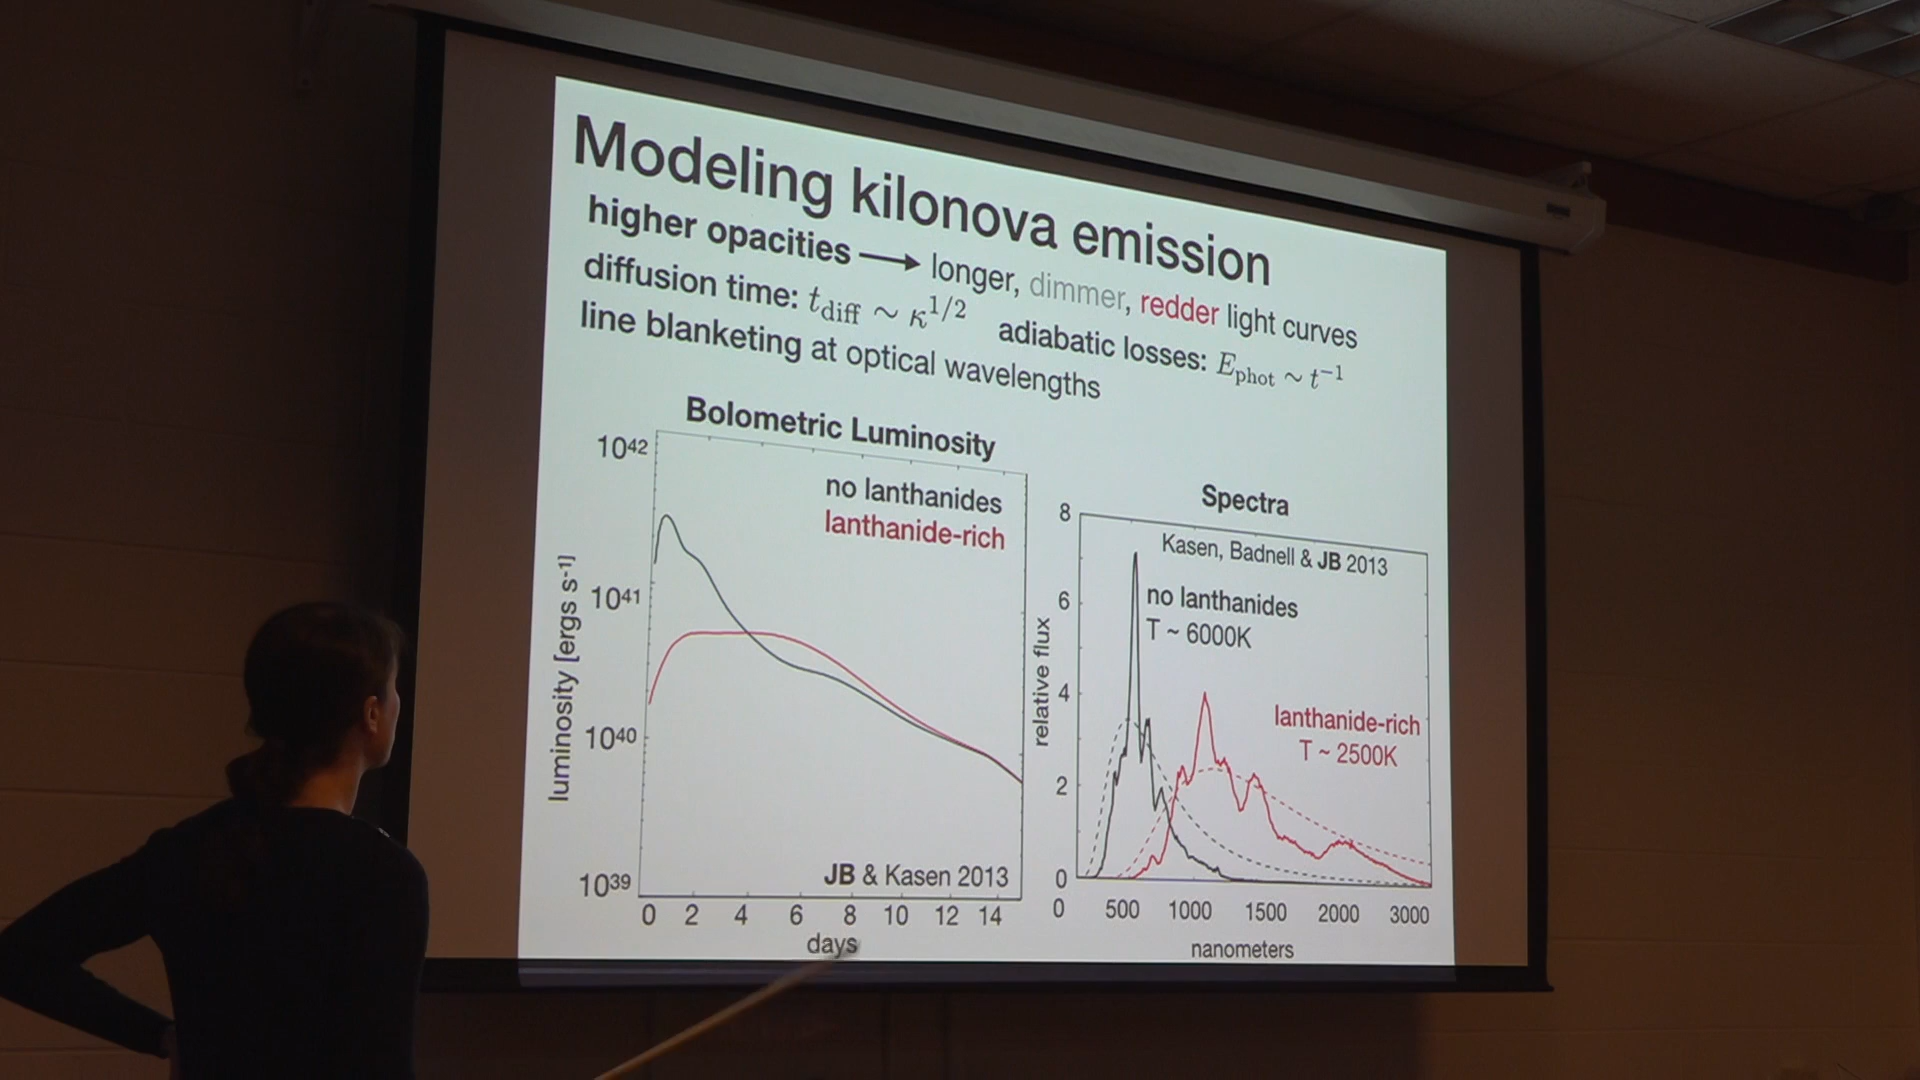 Modeling kilonova emission
higher opacities → longer, dimmer, redder light curves
diffusion time: t_diff ∼ κ^1/2 adiabatic losses: E_phot ∼ t^−1
line blanketing at optical wavelengths
Bolometric Luminosity
luminosity [ergs s^-1]
10^42
10^41
10^40
10^39
no lanthanides
lanthanide-rich
JB & Kasen 2013
0 2 4 6 8 10 12 14
days
Spectra
relative flux
8
6
4
2
0
Kasen, Badnell & JB 2013
no lanthanides
T ~ 6000K
lanthanide-rich
T ~ 2500K
0 500 1000 1500 2000 3000
nanometers